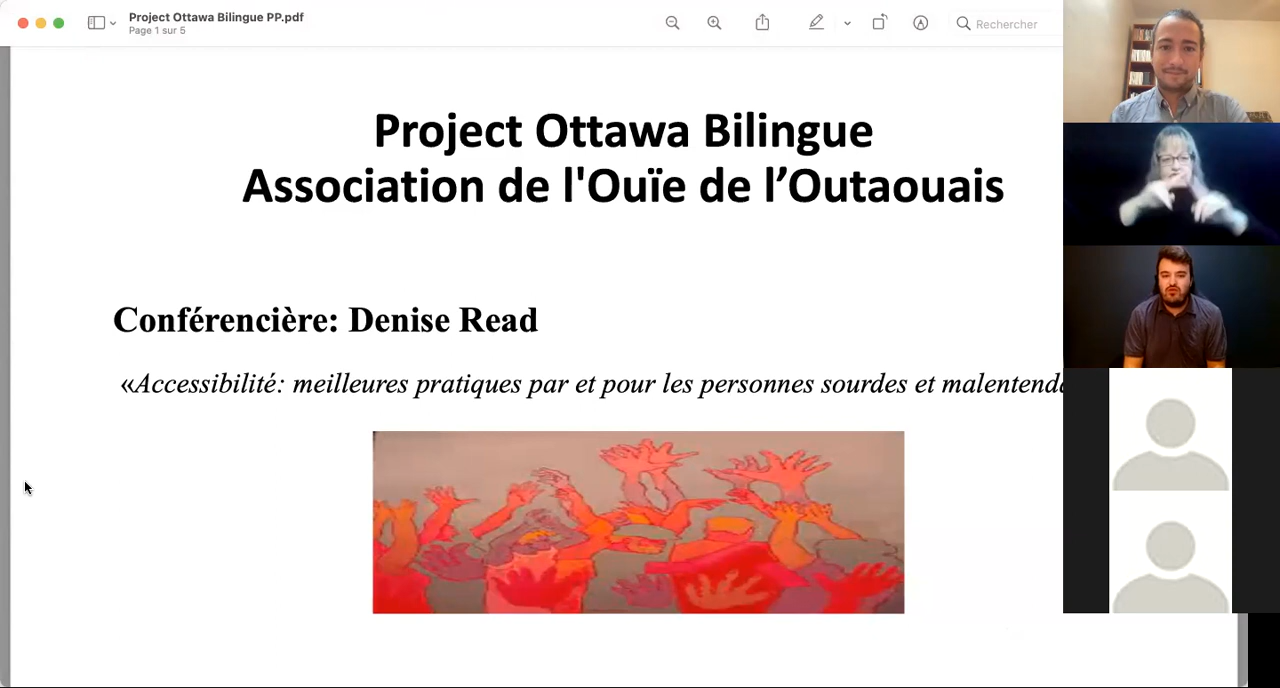 Project Ottawa Bilingue PP.pdf
Page 1 sur 5
Rechercher
Project Ottawa Bilingue
Association de l'Ouïe de l’Outaouais
Conférencière: Denise Read
«Accessibilité: meilleures pratiques par et pour les personnes sourdes et